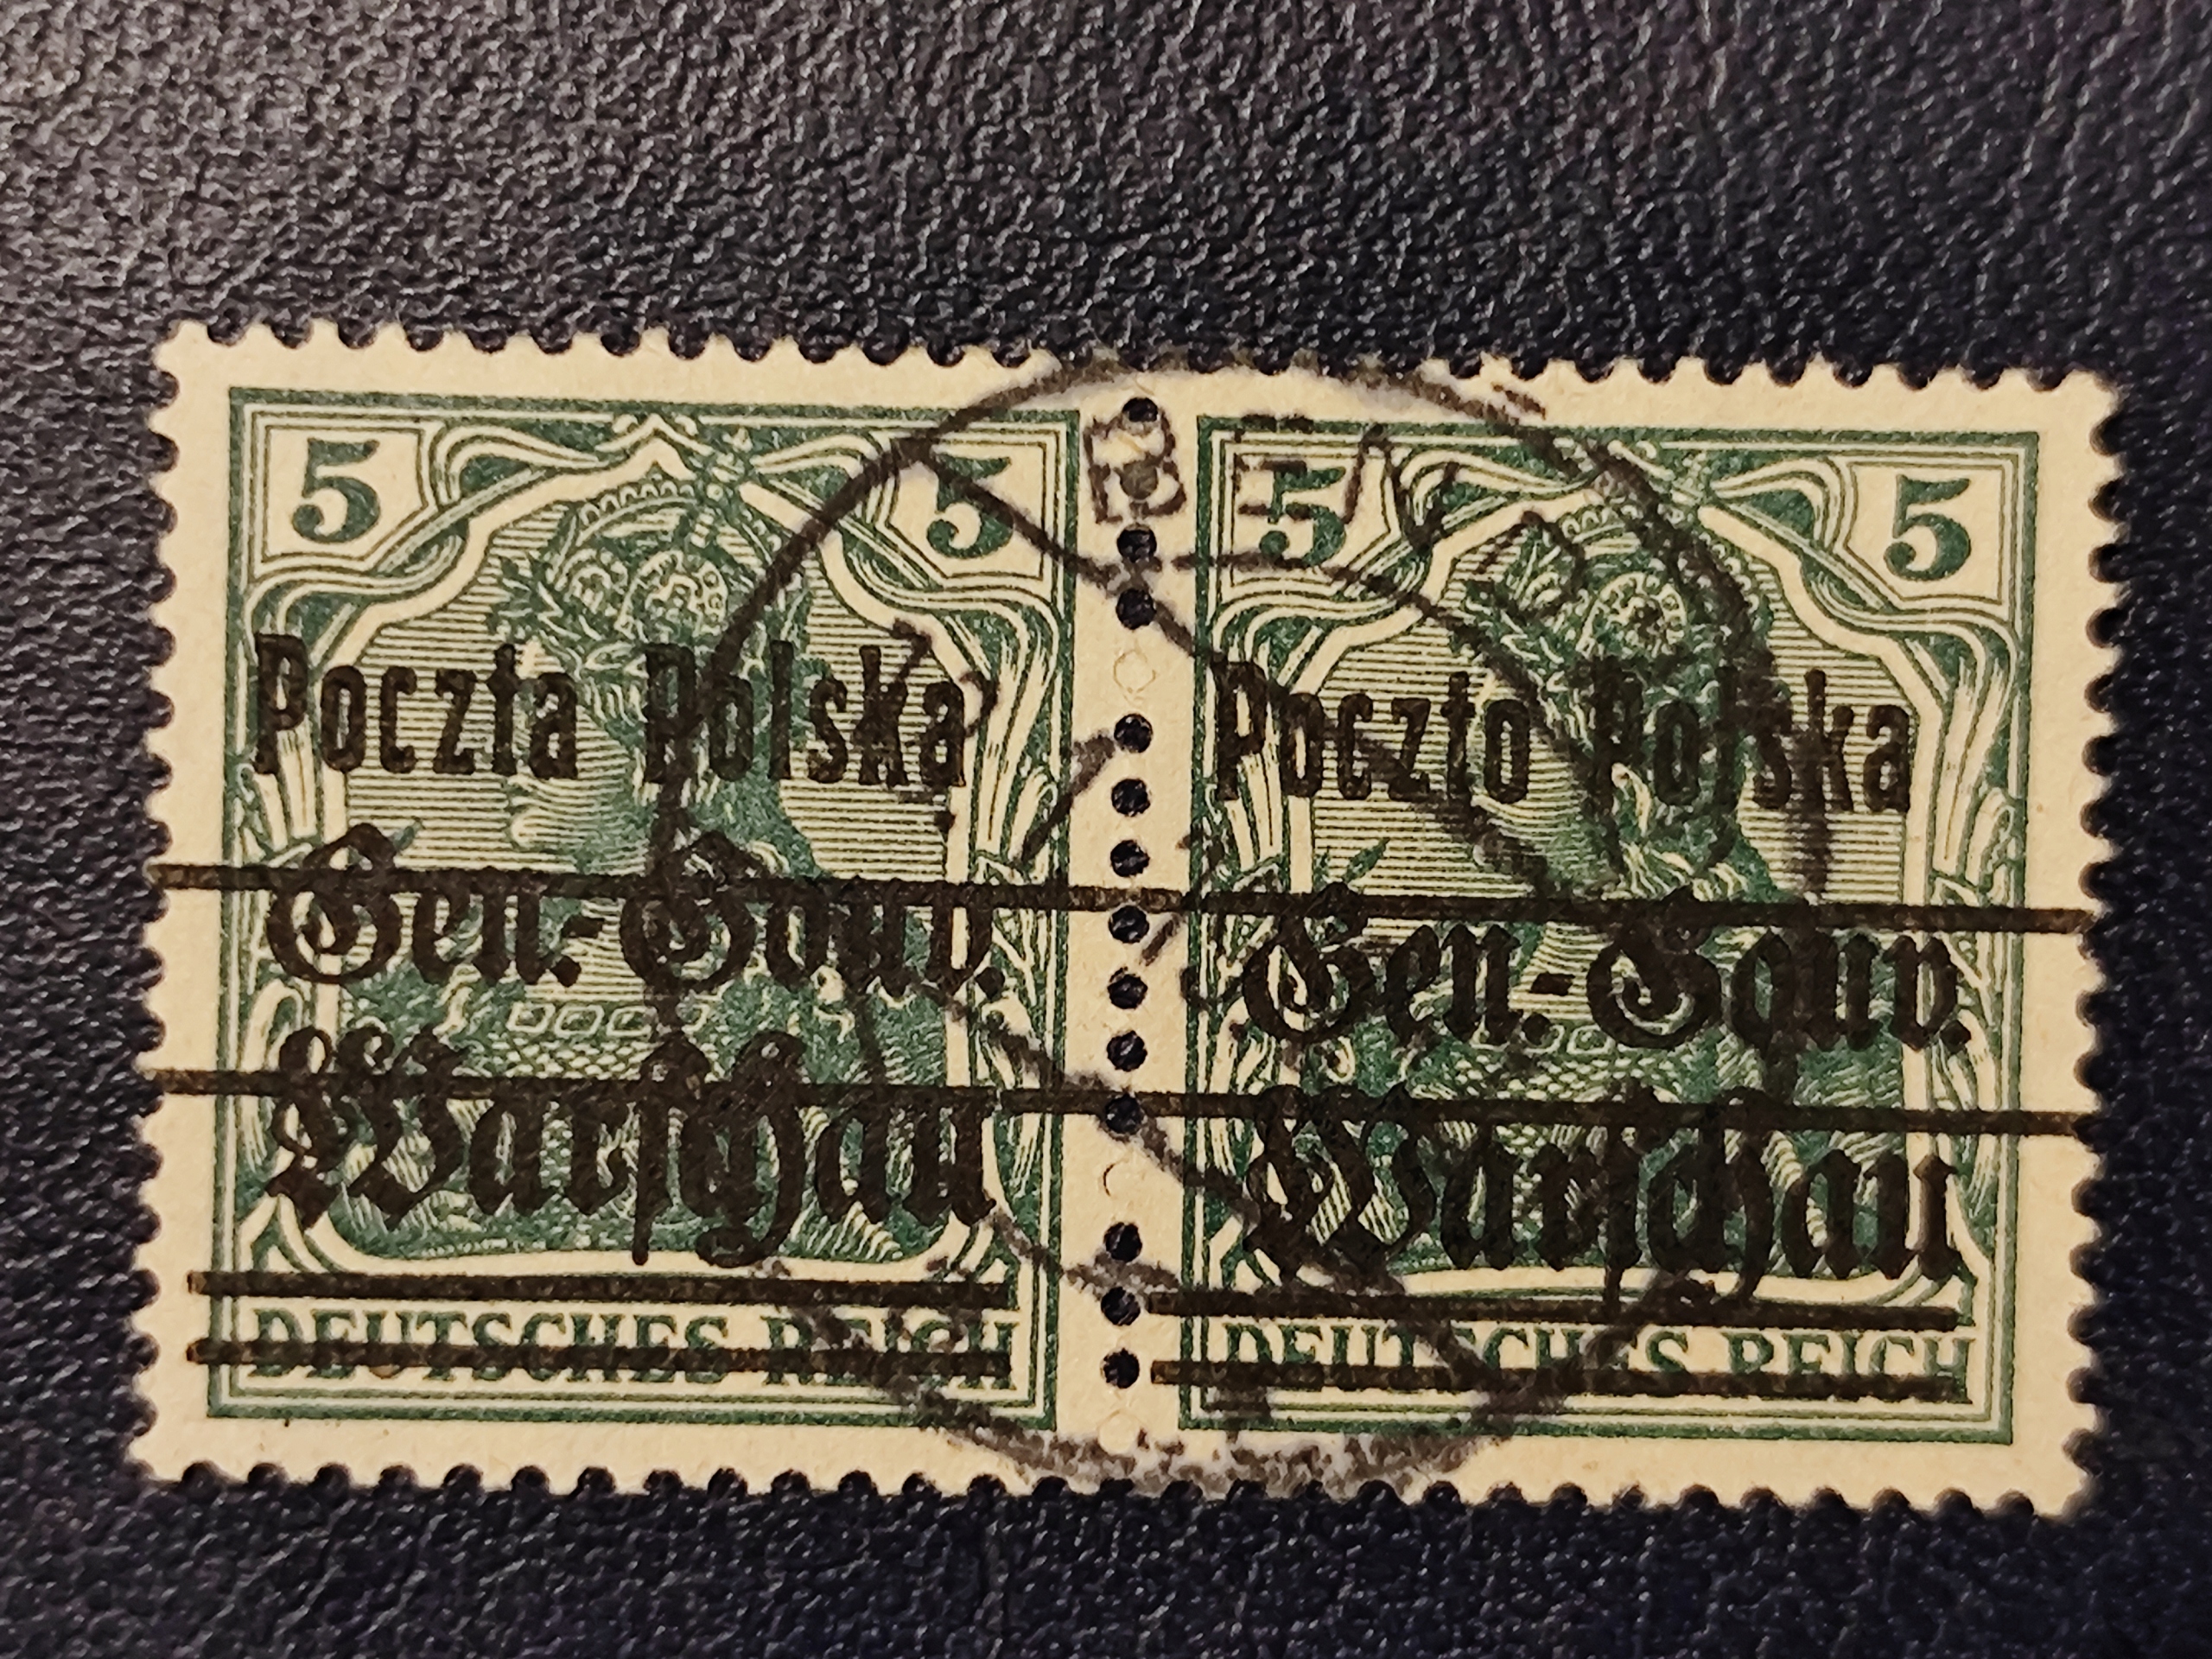 5 5 5 5
Poczta Polska Poczto Polska
Gen.-Gouv. Gen.-Gouv.
Warschau Warschau
DEUTSCHES REICH DEUTSCHES REICH